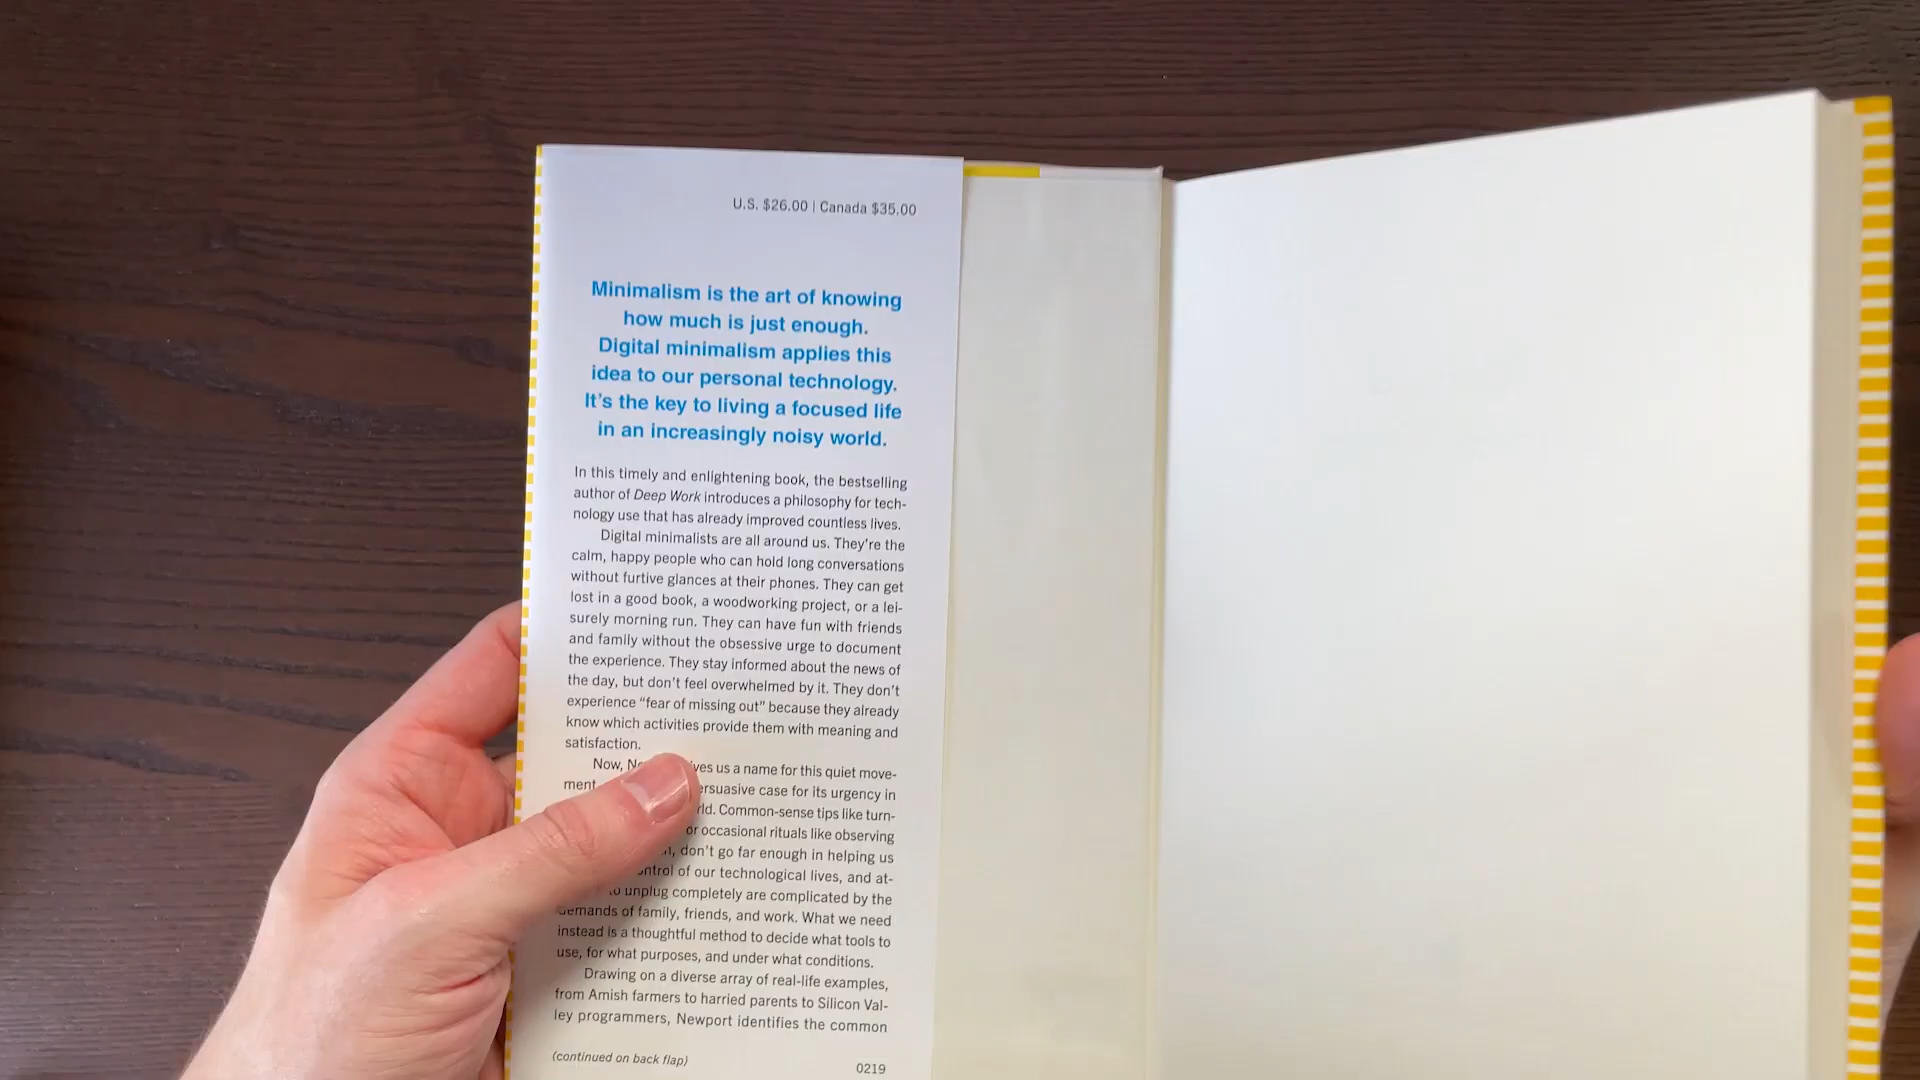 U.S. $26.00 | Canada $35.00
Minimalism is the art of knowing
how much is just enough.
Digital minimalism applies this
idea to our personal technology.
It's the key to living a focused life
in an increasingly noisy world.
In this timely and enlightening book, the bestselling
author of Deep Work introduces a philosophy for tech-
nology use that has already improved countless lives.
Digital minimalists are all around us. They're the
calm, happy people who can hold long conversations
without furtive glances at their phones. They can get
lost in a good book, a woodworking project, or a lei-
surely morning run. They can have fun with friends
and family without the obsessive urge to document
the experience. They stay informed about the news of
the day, but don't feel overwhelmed by it. They don't
experience "fear of missing out" because they already
know which activities provide them with meaning and
satisfaction.
Now, us a name for this quiet move-
ment case for its urgency in
Common-sense tips like turn-
or occasional rituals like observing
don't go far enough in helping us
of our technological lives, and at-
unplug completely are complicated by the
demands of family, friends, and work. What we need
instead is a thoughtful method to decide what tools to
use, for what purposes, and under what conditions.
Drawing on a diverse array of real-life examples,
from Amish farmers to harried parents to Silicon Val-
ley programmers, Newport identifies the common
(continued on back flap)
0219